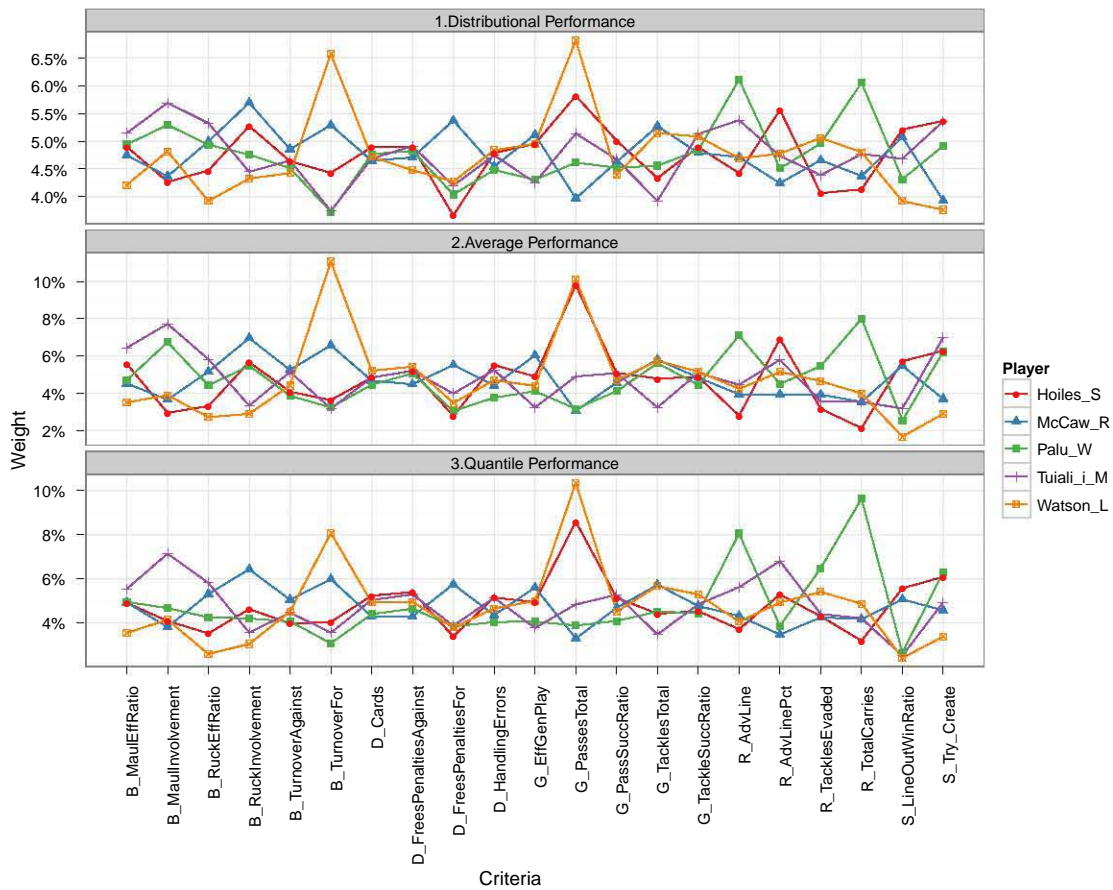 1.Distributional Performance
6.5%
6.0%
5.5%
5.0%
4.5%
4.0%
2.Average Performance
10%
8%
6%
4%
2%
3.Quantile Performance
10%
8%
6%
4%
Weight
B_MaulEffRatio
B_MaulInvolvement
B_RuckEffRatio
B_RuckInvolvement
B_TurnoverAgainst
B_TurnoverFor
D_Cards
D_FreesPenaltiesAgainst
D_FreesPenaltiesFor
D_HandlingErrors
G_EffGenPlay
G_PassesTotal
G_PassSuccRatio
G_TacklesTotal
G_TackleSuccRatio
R_AdvLine
R_AdvLinePct
R_TacklesEvaded
R_TotalCarries
S_LineOutWinRatio
S_Try_Create
Criteria
Player
Hoiles_S
McCaw_R
Palu_W
Tuiali_i_M
Watson_L